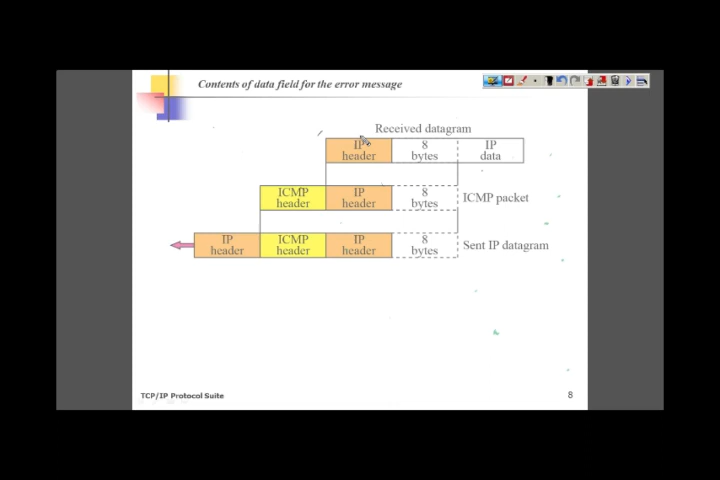 Contents of data field for the error message
Received datagram
IP header
8 bytes
IP data
ICMP header
IP header
8 bytes
ICMP packet
IP header
ICMP header
IP header
8 bytes
Sent IP datagram
TCP/IP Protocol Suite
8